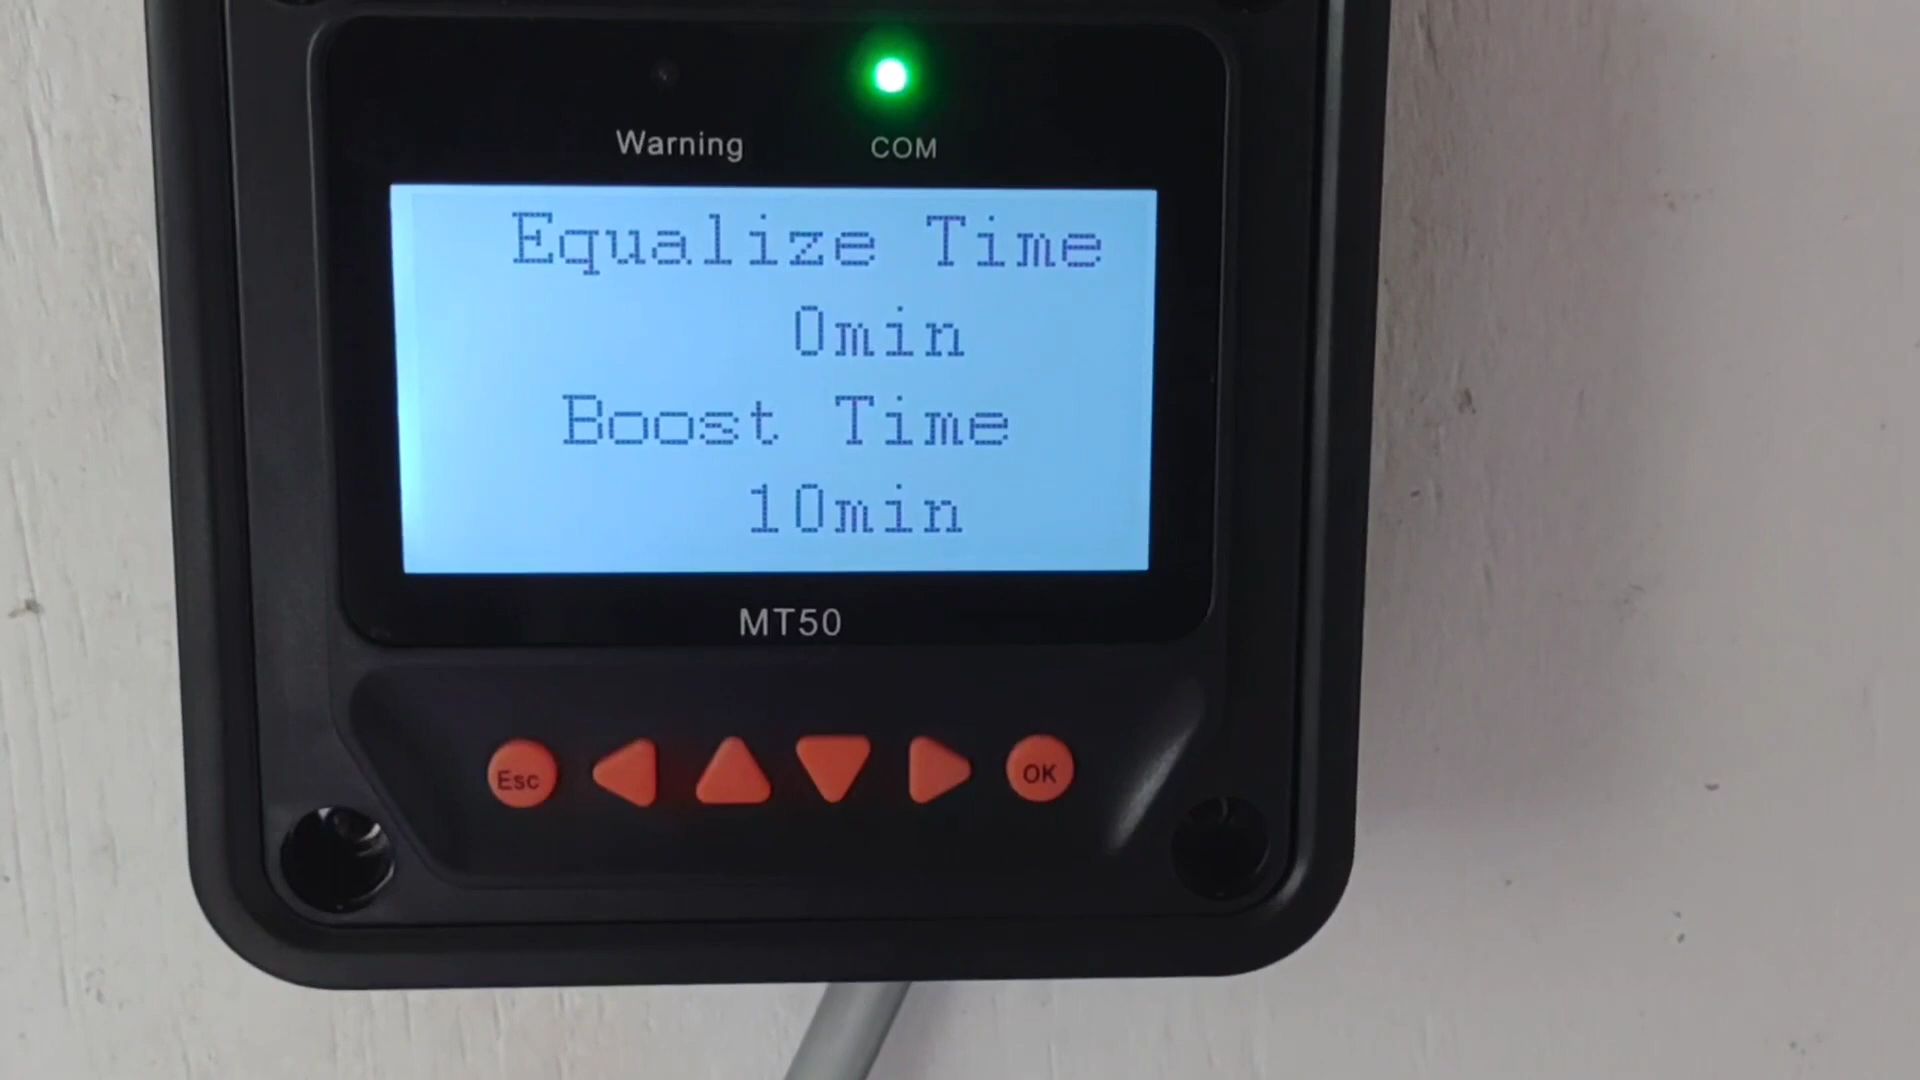 Warning COM
Equalize Time
0min
Boost Time
10min
MT50
Esc OK